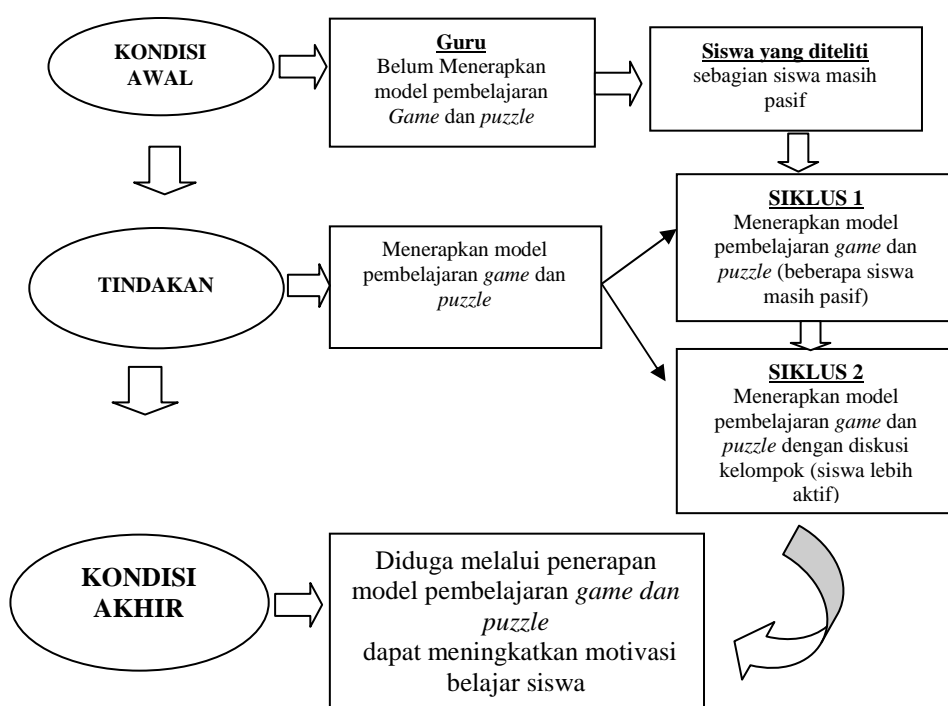 KONDISI
AWAL
Guru
Belum Menerapkan
model pembelajaran
Game dan puzzle
Siswa yang diteliti
sebagian siswa masih
pasif
TINDAKAN
Menerapkan model
pembelajaran game dan
puzzle
SIKLUS 1
Menerapkan model
pembelajaran game dan
puzzle (beberapa siswa
masih pasif)
SIKLUS 2
Menerapkan model
pembelajaran game dan
puzzle dengan diskusi
kelompok (siswa lebih
aktif)
KONDISI
AKHIR
Diduga melalui penerapan
model pembelajaran game dan
puzzle
dapat meningkatkan motivasi
belajar siswa